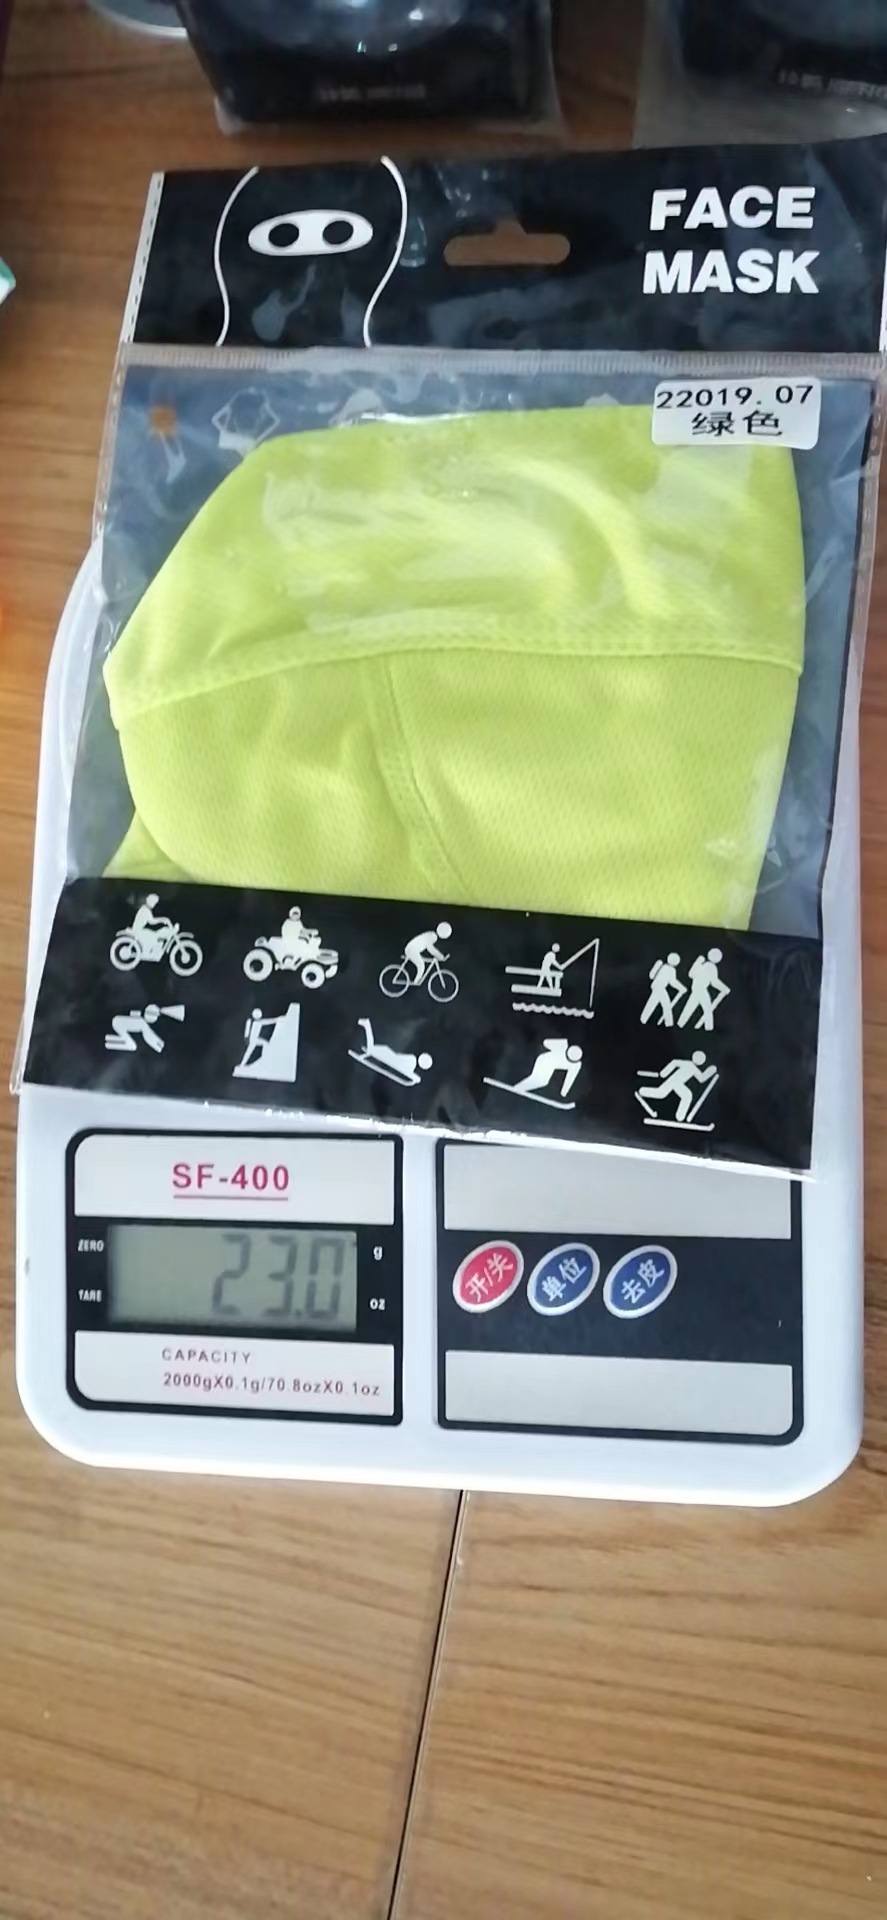 FACE
MASK
22019.07
绿色
SF-400
ZERO
TARE
23.0
g
oz
开/关
单位
去皮
CAPACITY
2000gX0.1g/70.8ozX0.1oz